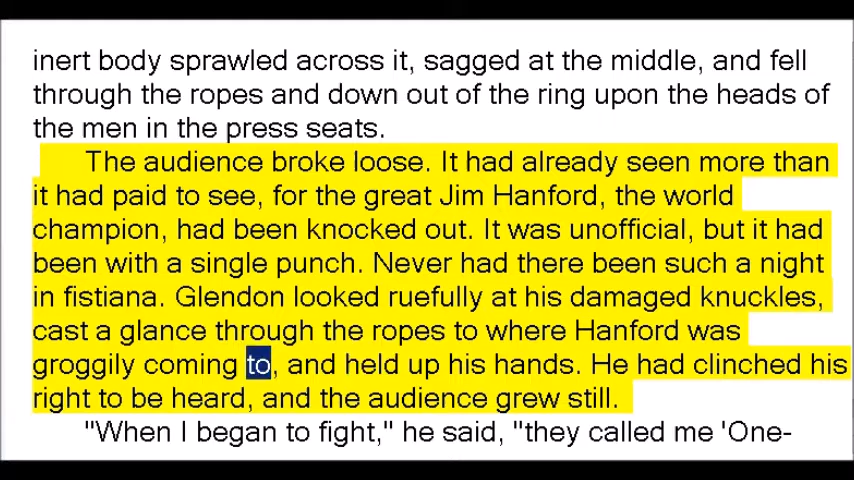 inert body sprawled across it, sagged at the middle, and fell
through the ropes and down out of the ring upon the heads of
the men in the press seats.
The audience broke loose. It had already seen more than
it had paid to see, for the great Jim Hanford, the world
champion, had been knocked out. It was unofficial, but it had
been with a single punch. Never had there been such a night
in fistiana. Glendon looked ruefully at his damaged knuckles,
cast a glance through the ropes to where Hanford was
groggily coming to, and held up his hands. He had clinched his
right to be heard, and the audience grew still.
"When I began to fight," he said, "they called me 'One-